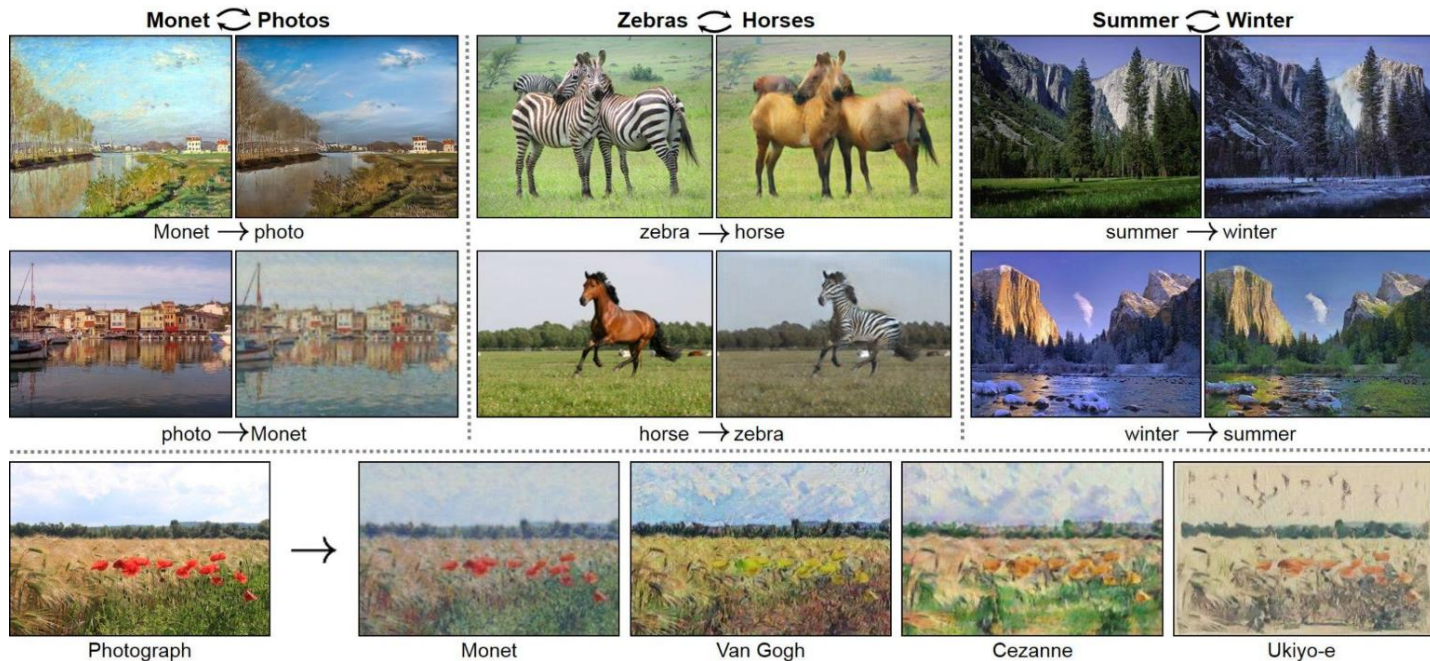 Monet Photos
Zebras Horses
Summer Winter
Monet → photo
zebra → horse
summer → winter
photo → Monet
horse → zebra
winter → summer
→
Photograph
Monet
Van Gogh
Cezanne
Ukiyo-e